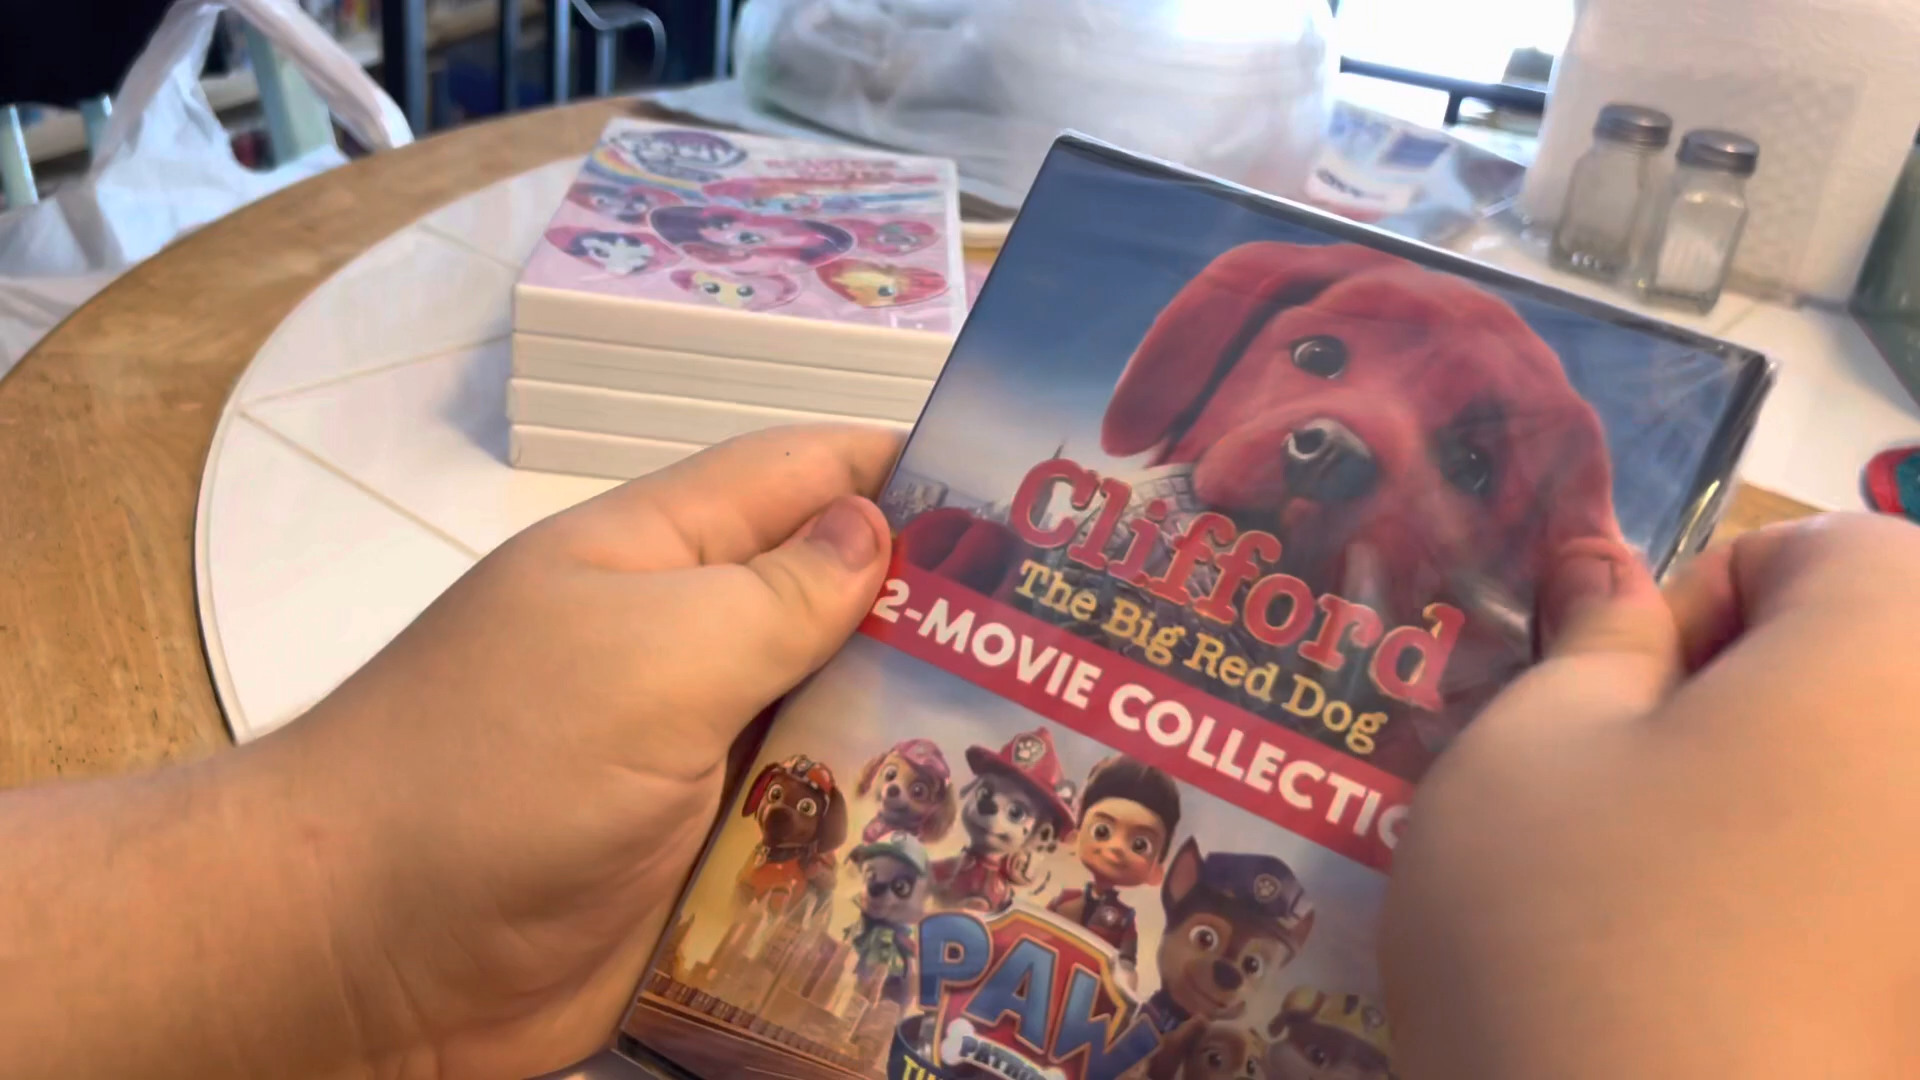 Clifford
The Big Red Dog
2-MOVIE COLLECTIO
PAW
PATROL